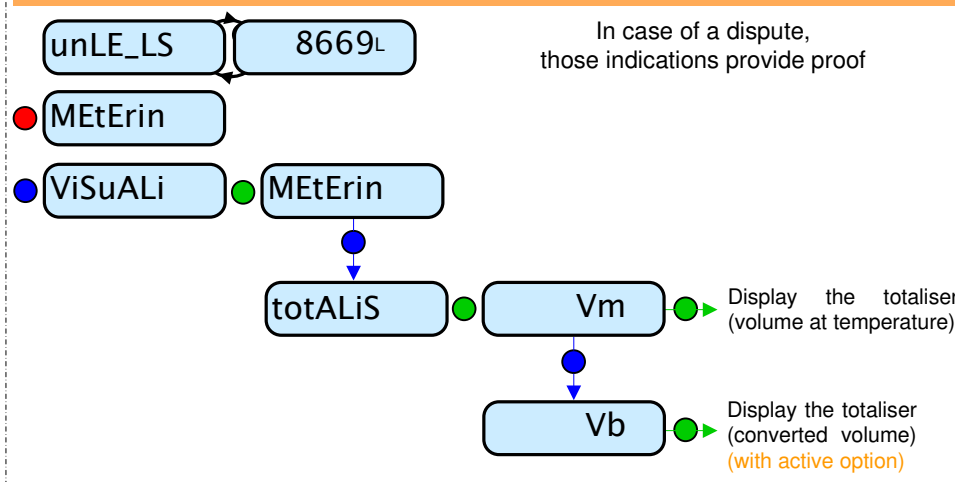 unLE_LS
8669L
In case of a dispute,
those indications provide proof
MEtErin
ViSuALi
MEtErin
totALiS
Vm
Display the totaliser
(volume at temperature)
Vb
Display the totaliser
(converted volume)
(with active option)